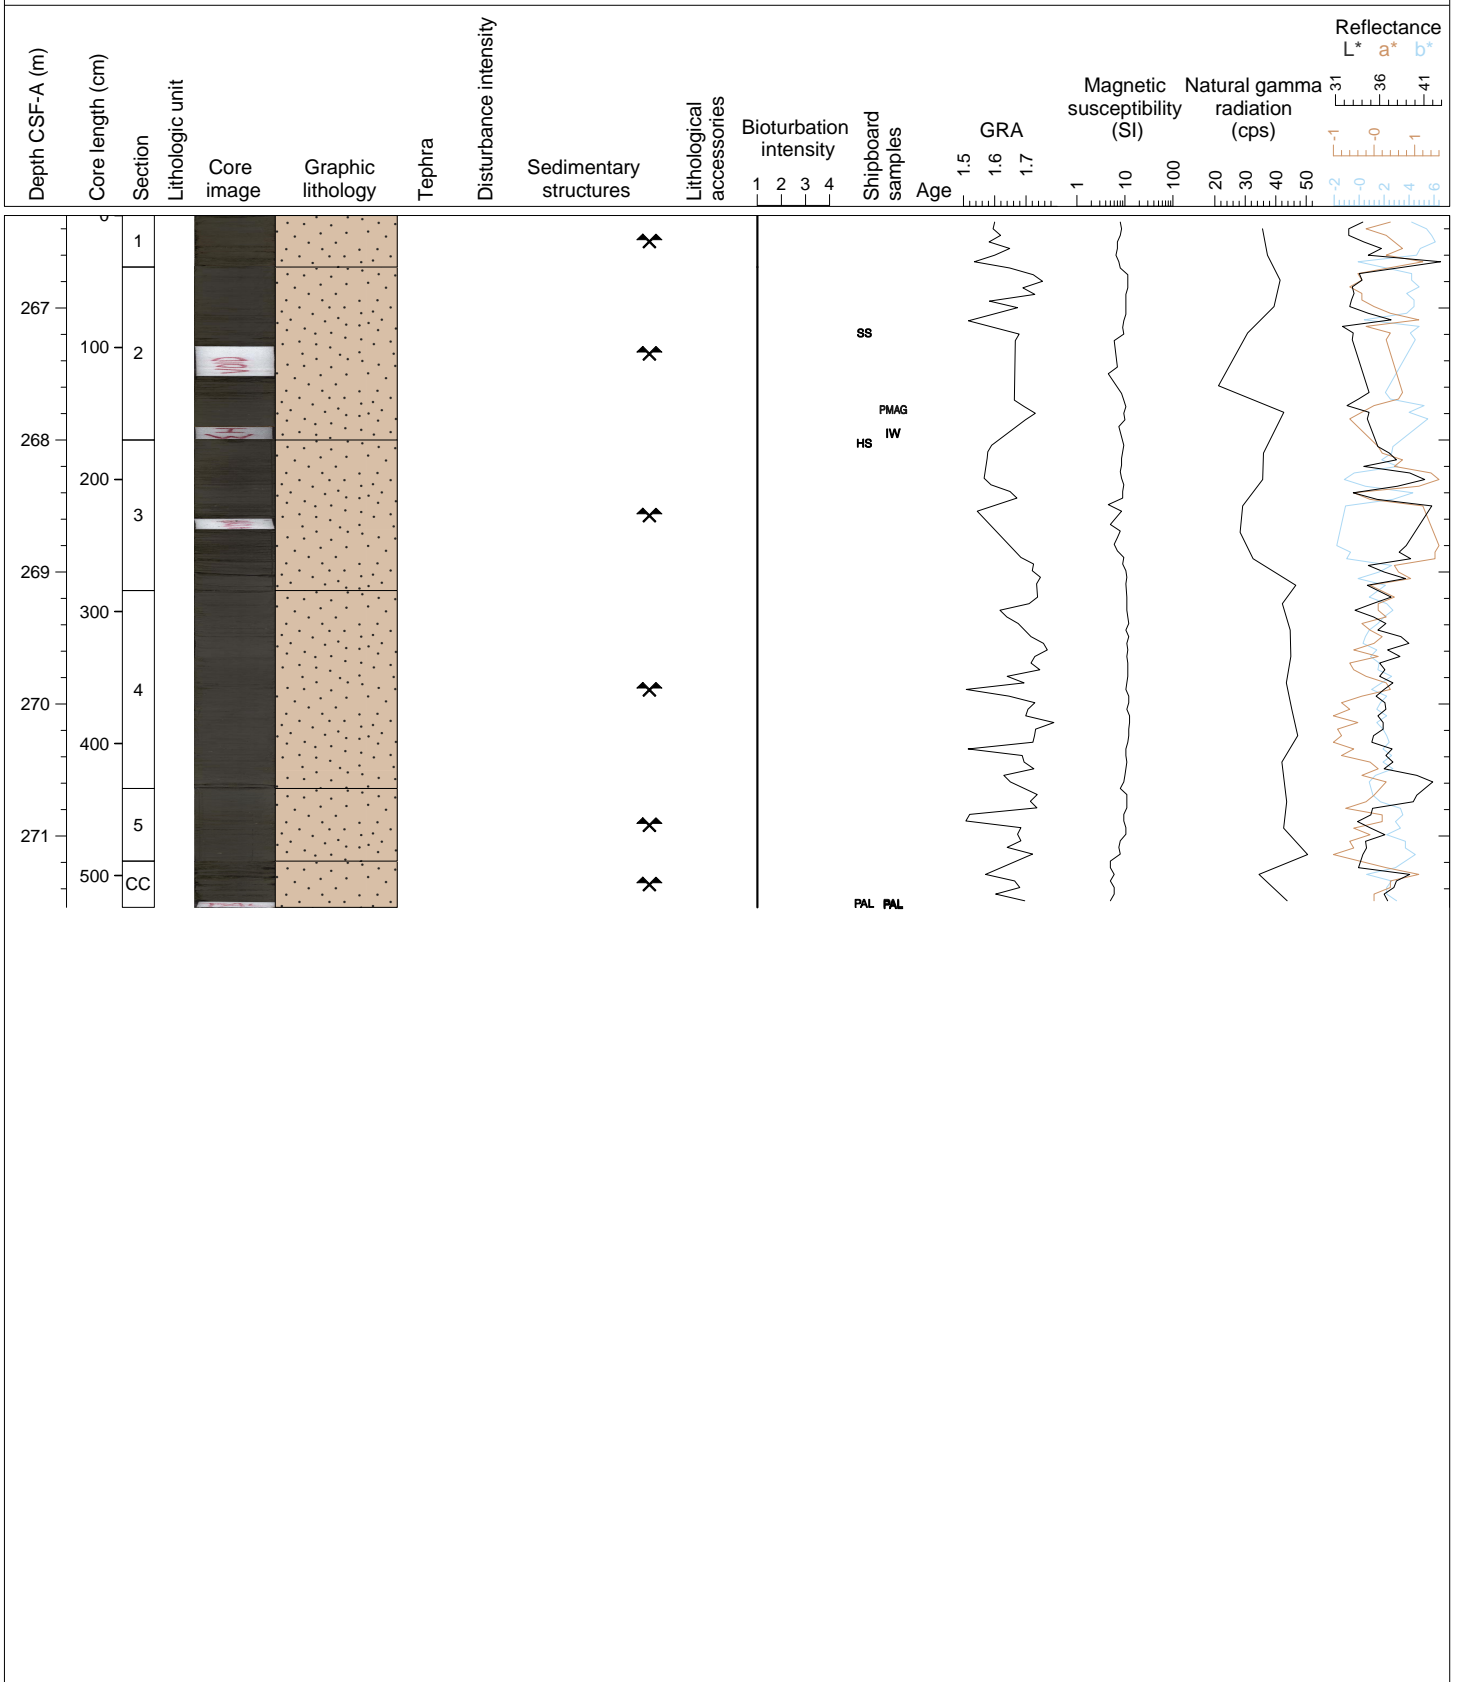 Depth CSF-A (m)
Core length (cm)
Section
Lithologic unit
Core
image
Graphic
lithology
Tephra
Disturbance intensity
Sedimentary
structures
Lithological
accessories
Bioturbation
intensity
1 2 3 4
Shipboard
samples
Age
GRA
1.5 1.6 1.7
Magnetic
susceptibility
(SI)
1 10 100
Natural gamma
radiation
(cps)
20 30 40 50
Reflectance
L* a* b*
31 36 41
-1 -0 1
-2 -0 2 4 6
0
1
267
SS
100
2
PMAG
IW
268
HS
200
3
269
300
4
270
400
5
271
500
CC
PAL PAL